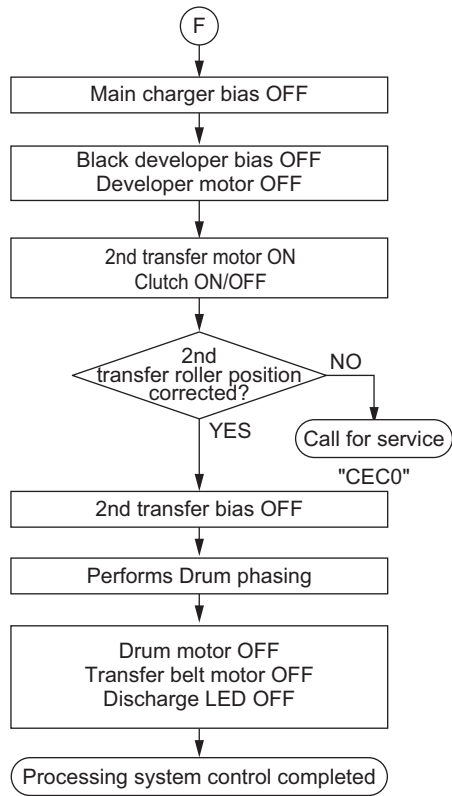 F
Main charger bias OFF
Black developer bias OFF
Developer motor OFF
2nd transfer motor ON
Clutch ON/OFF
2nd
transfer roller position
corrected?
NO
YES
Call for service
"CEC0"
2nd transfer bias OFF
Performs Drum phasing
Drum motor OFF
Transfer belt motor OFF
Discharge LED OFF
Processing system control completed